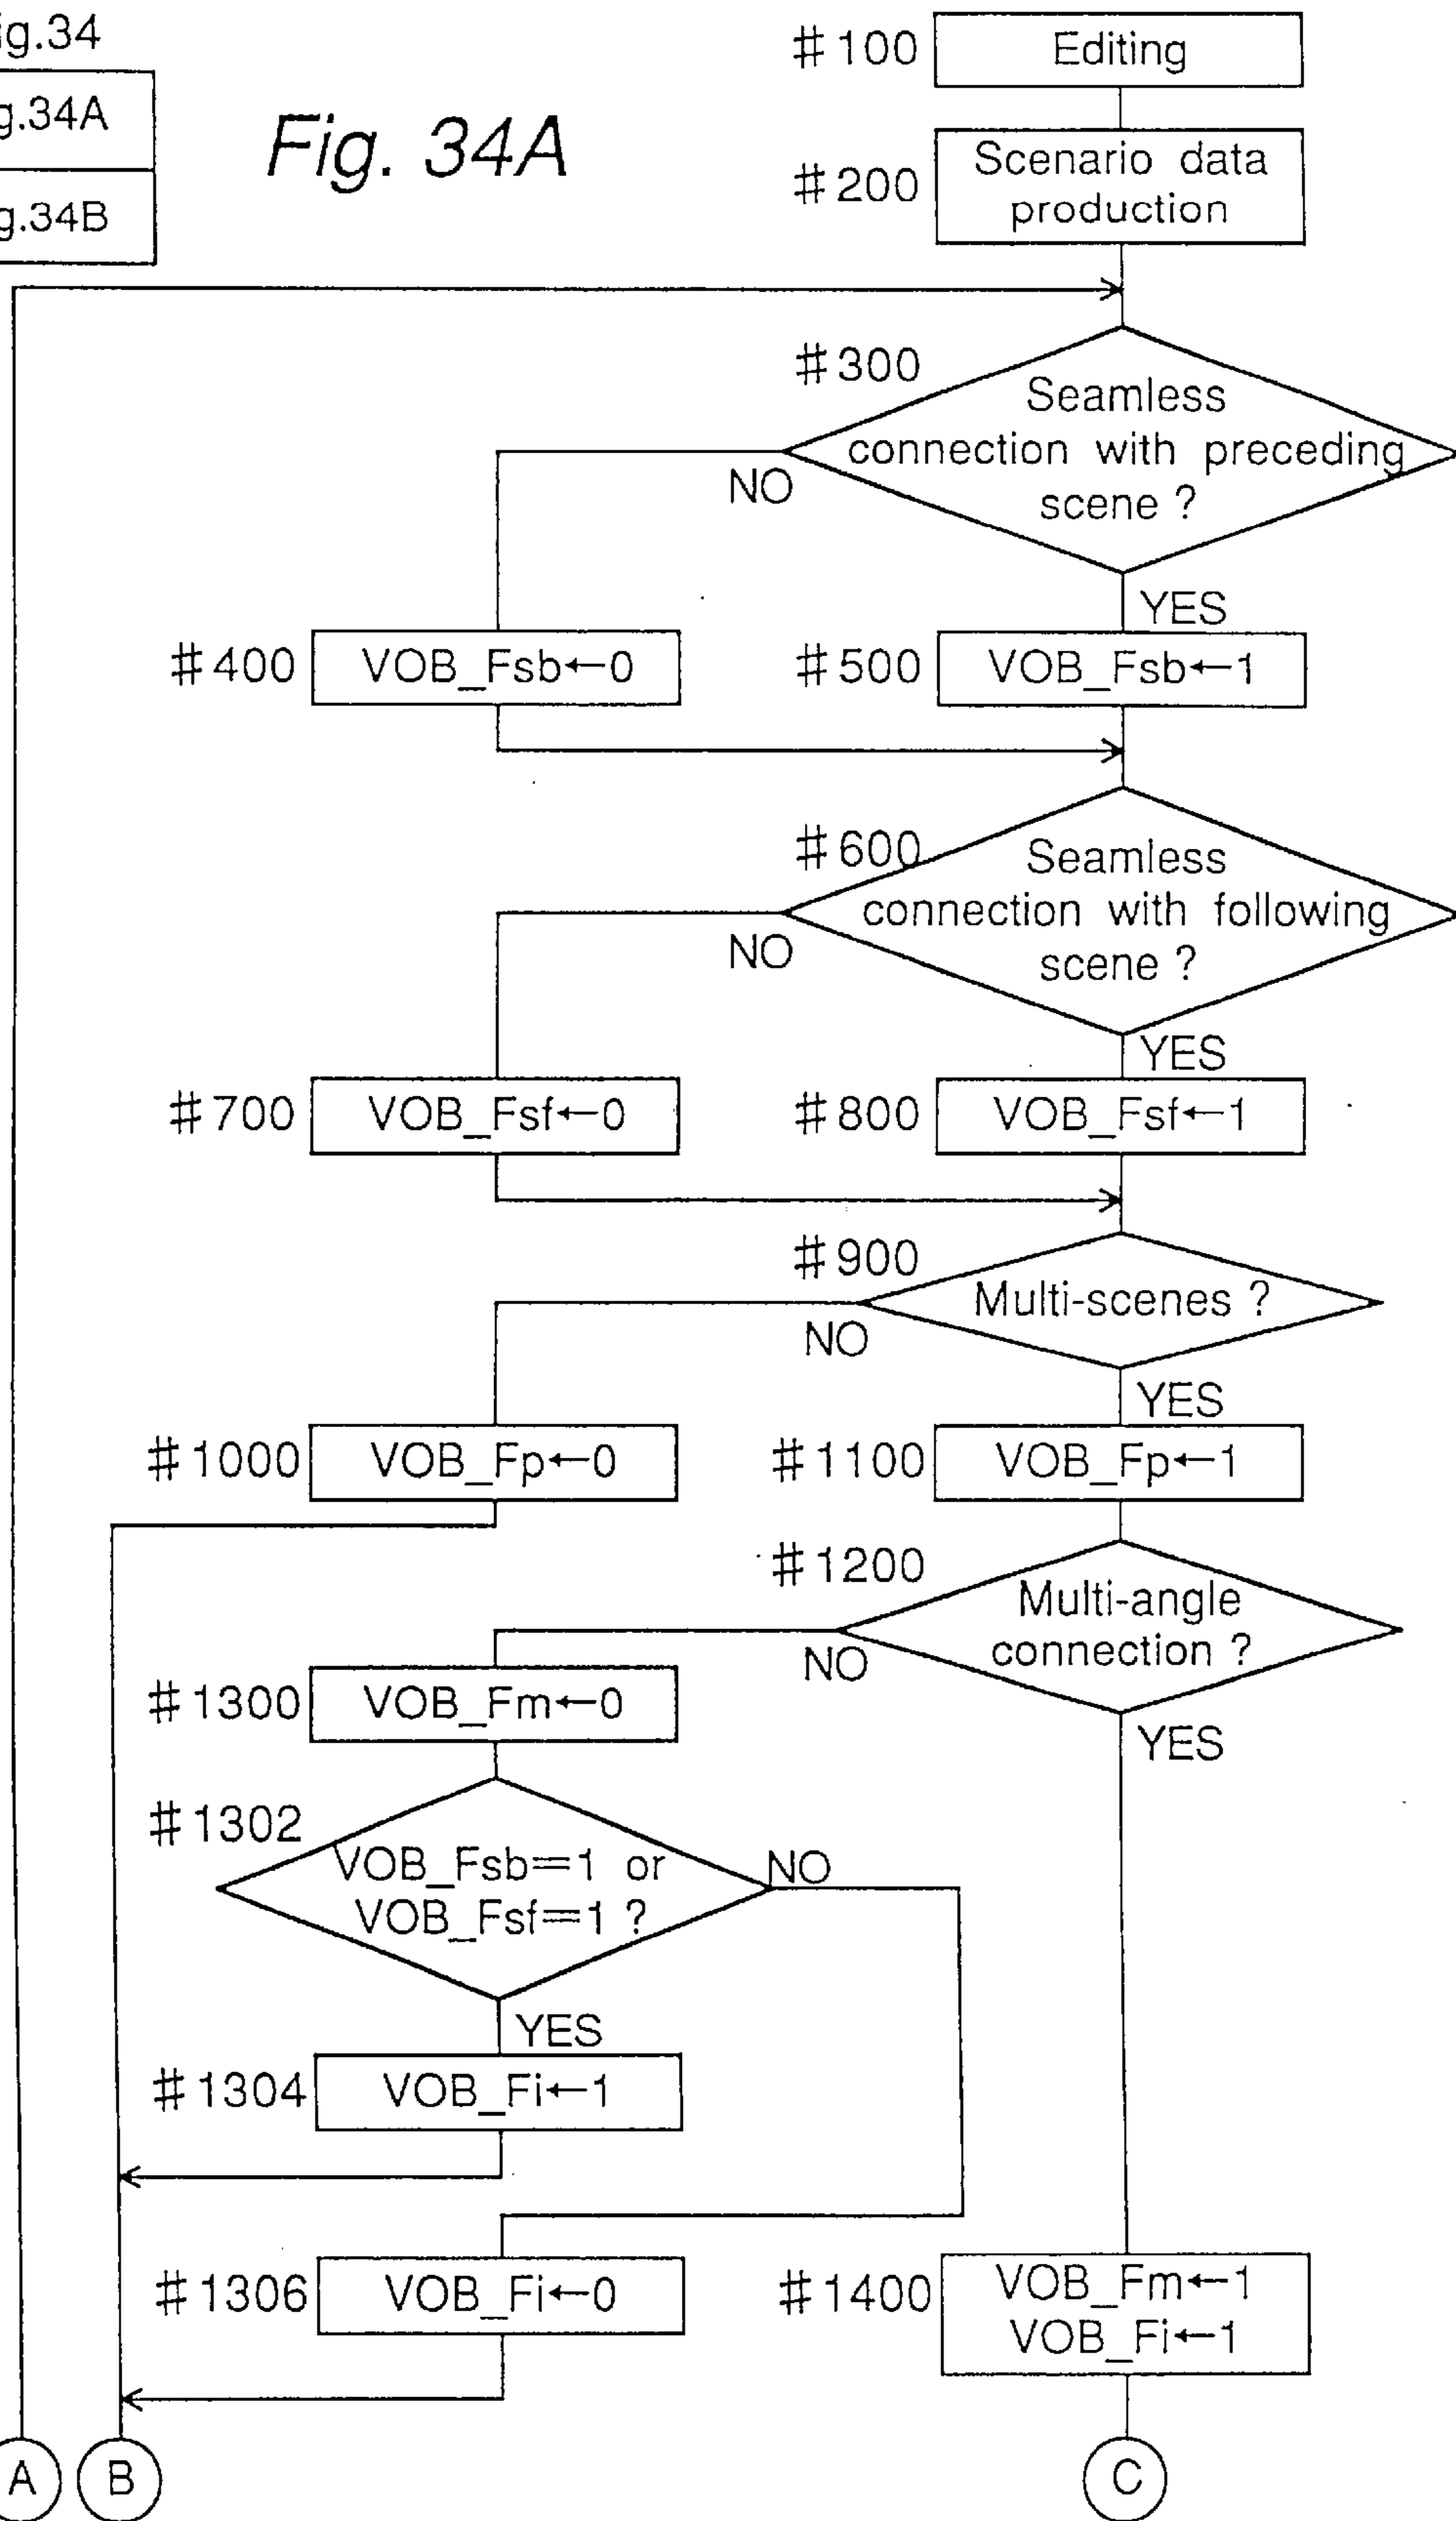 ig.34
g.34A
g.34B
Fig. 34A
#100 Editing
#200 Scenario data
production
#300
Seamless
connection with preceding
scene ?
NO
YES
#400 VOB_Fsb←0
#500 VOB_Fsb←1
#600
Seamless
connection with following
scene ?
NO
YES
#700 VOB_Fsf←0
#800 VOB_Fsf←1
#900
Multi-scenes ?
NO
YES
#1000 VOB_Fp←0
#1100 VOB_Fp←1
#1200
Multi-angle
connection ?
NO
YES
#1300 VOB_Fm←0
#1302
VOB_Fsb=1 or
VOB_Fsf=1 ?
NO
YES
#1304 VOB_Fi←1
#1306 VOB_Fi←0
#1400 VOB_Fm←1
VOB_Fi←1
A
B
C